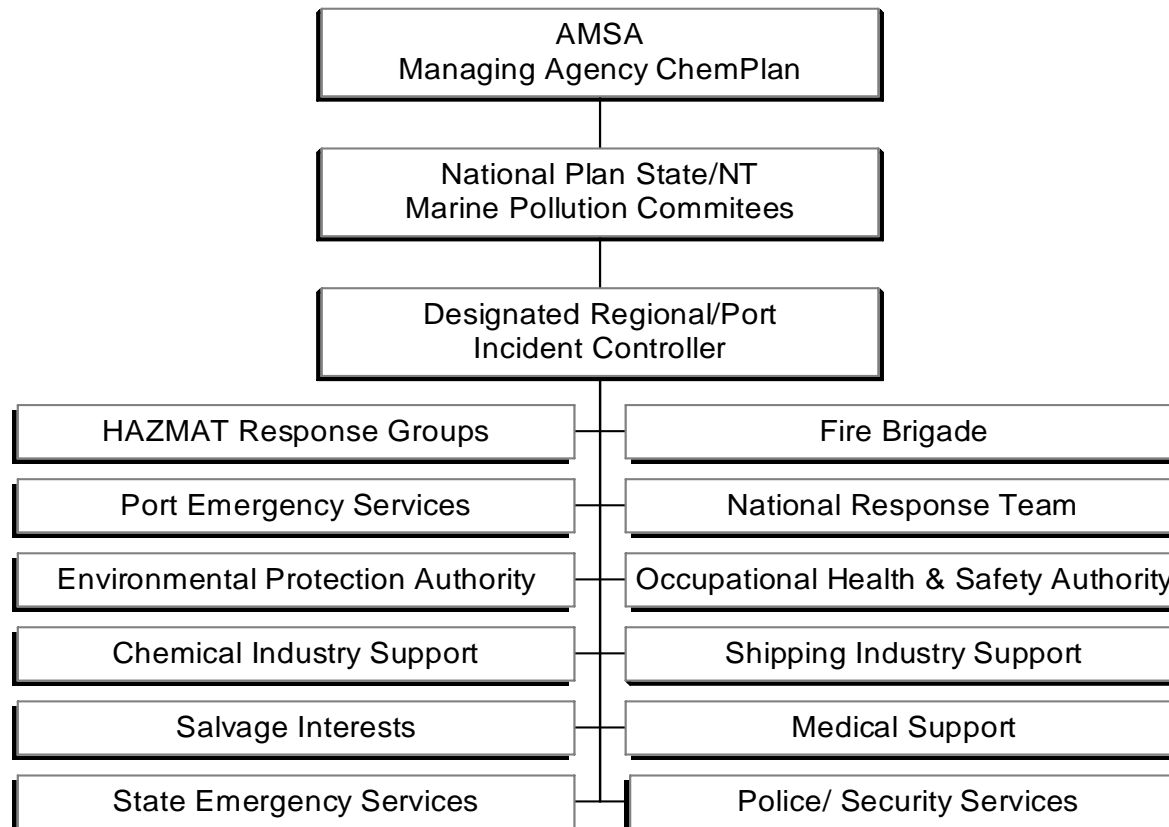 AMSA
Managing Agency ChemPlan
National Plan State/NT
Marine Pollution Commitees
Designated Regional/Port
Incident Controller
HAZMAT Response Groups
Fire Brigade
Port Emergency Services
National Response Team
Environmental Protection Authority
Occupational Health & Safety Authority
Chemical Industry Support
Shipping Industry Support
Salvage Interests
Medical Support
State Emergency Services
Police/ Security Services